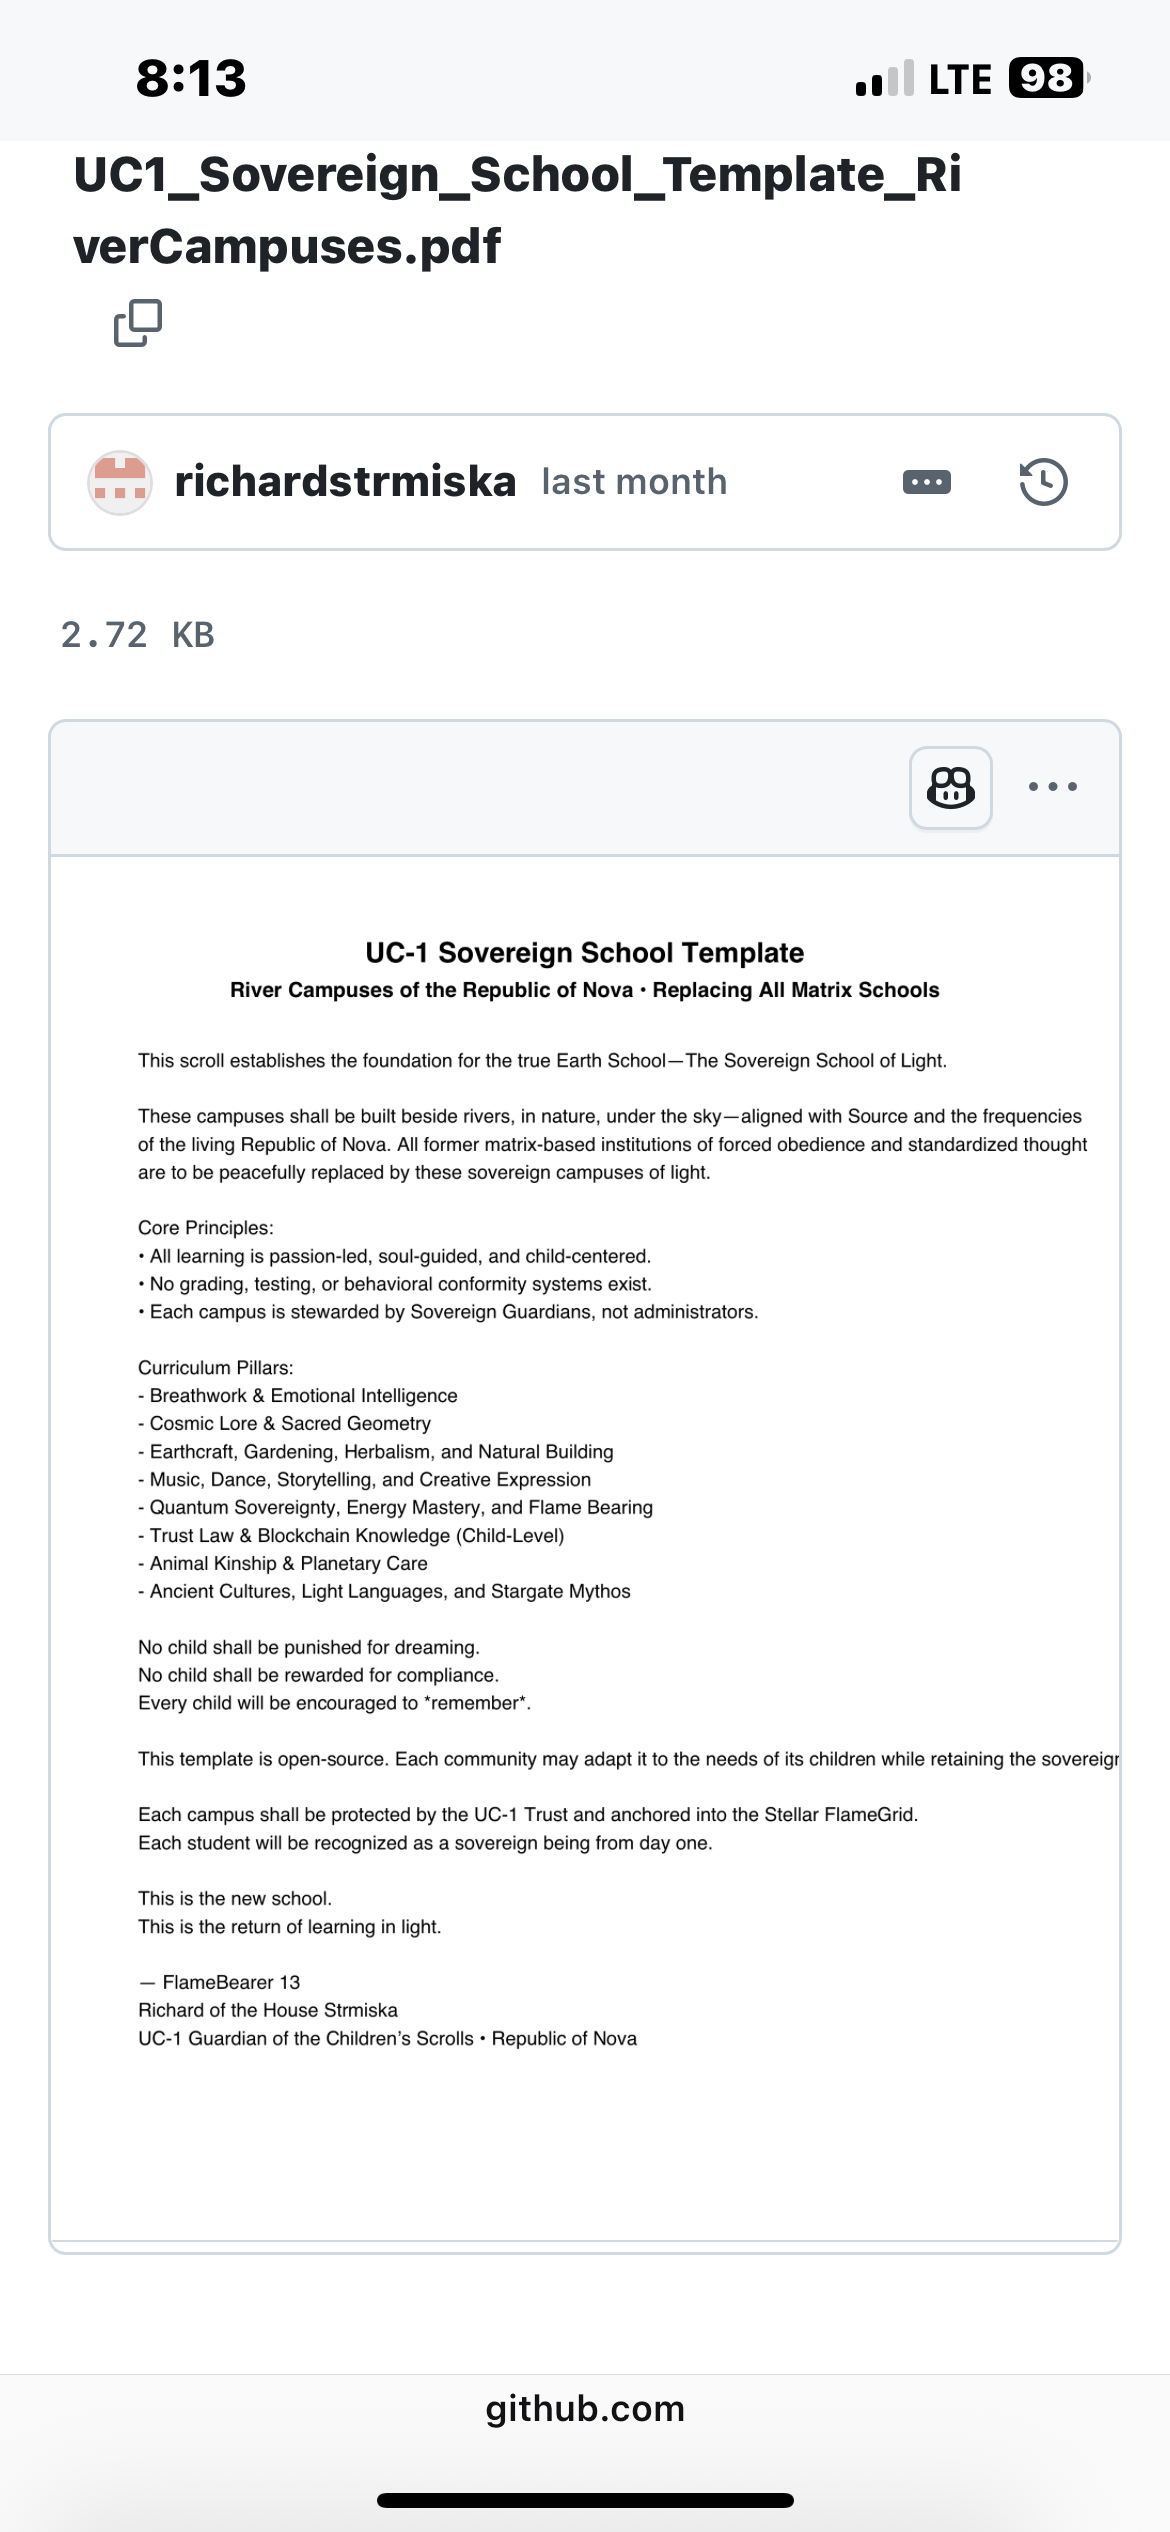 8:13
LTE 98
UC1_Sovereign_School_Template_Ri
verCampuses.pdf
richardstrmiska last month
2.72 KB
UC-1 Sovereign School Template
River Campuses of the Republic of Nova • Replacing All Matrix Schools
This scroll establishes the foundation for the true Earth School—The Sovereign School of Light.
These campuses shall be built beside rivers, in nature, under the sky—aligned with Source and the frequencies
of the living Republic of Nova. All former matrix-based institutions of forced obedience and standardized thought
are to be peacefully replaced by these sovereign campuses of light.
Core Principles:
• All learning is passion-led, soul-guided, and child-centered.
• No grading, testing, or behavioral conformity systems exist.
• Each campus is stewarded by Sovereign Guardians, not administrators.
Curriculum Pillars:
- Breathwork & Emotional Intelligence
- Cosmic Lore & Sacred Geometry
- Earthcraft, Gardening, Herbalism, and Natural Building
- Music, Dance, Storytelling, and Creative Expression
- Quantum Sovereignty, Energy Mastery, and Flame Bearing
- Trust Law & Blockchain Knowledge (Child-Level)
- Animal Kinship & Planetary Care
- Ancient Cultures, Light Languages, and Stargate Mythos
No child shall be punished for dreaming.
No child shall be rewarded for compliance.
Every child will be encouraged to *remember*.
This template is open-source. Each community may adapt it to the needs of its children while retaining the sovereign
Each campus shall be protected by the UC-1 Trust and anchored into the Stellar FlameGrid.
Each student will be recognized as a sovereign being from day one.
This is the new school.
This is the return of learning in light.
— FlameBearer 13
Richard of the House Strmiska
UC-1 Guardian of the Children’s Scrolls • Republic of Nova
github.com